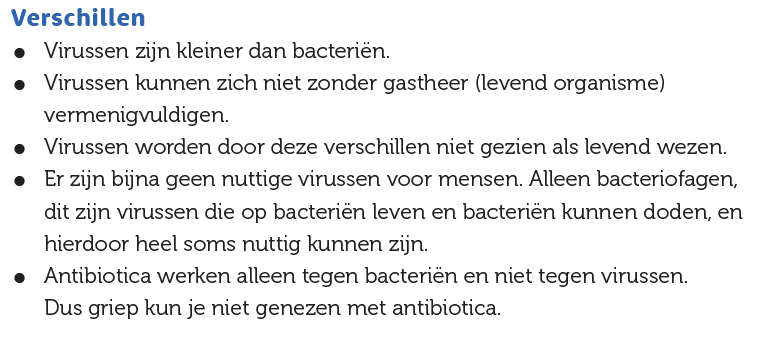 Verschillen
● Virussen zijn kleiner dan bacteriën.
● Virussen kunnen zich niet zonder gastheer (levend organisme)
vermenigvuldigen.
● Virussen worden door deze verschillen niet gezien als levend wezen.
● Er zijn bijna geen nuttige virussen voor mensen. Alleen bacteriofagen,
dit zijn virussen die op bacteriën leven en bacteriën kunnen doden, en
hierdoor heel soms nuttig kunnen zijn.
● Antibiotica werken alleen tegen bacteriën en niet tegen virussen.
Dus griep kun je niet genezen met antibiotica.